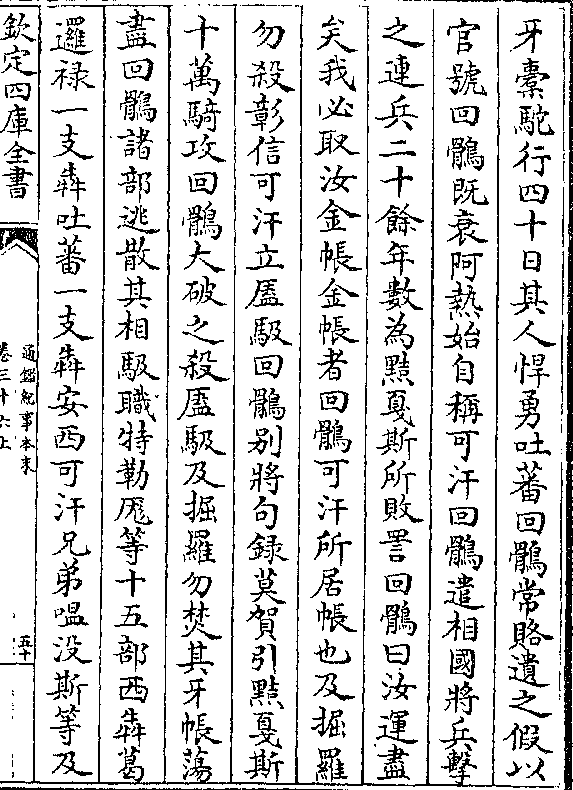 牙橐駝行四十日其人悍勇吐蕃回鶻常賂遺之假以
官號回鶻既衰阿熱始自稱可汗回鶻遣相國將兵擊
之連兵二十餘年數為黠戛斯所敗詈回鶻曰汝運盡
矣我必取汝金帳金帳者回鶻可汗所居帳也及掘羅
勿殺彰信可汗立㕎馺回鶻别將句録莫賀引黠戛斯
十萬騎攻回鶻大破之殺㕎馺及掘羅勿焚其牙帳蕩
盡回鶻諸部逃散其相馺職特勒厖等十五部西犇葛
邏禄一支犇吐蕃一支犇安西可汗兄弟嗢没斯等及
欽定四庫全書
通鑑紀事本末
卷三十六上
五十